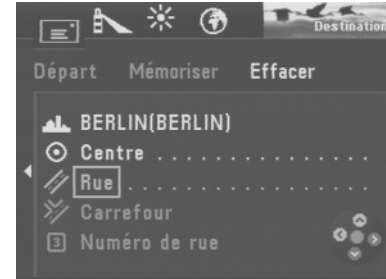 Destination
Départ Mémoriser Effacer
BERLIN(BERLIN)
Centre . . . . . . . . . . . . . .
Rue . . . . . . . . . . . . . . . .
Carrefour
3 Numéro de rue